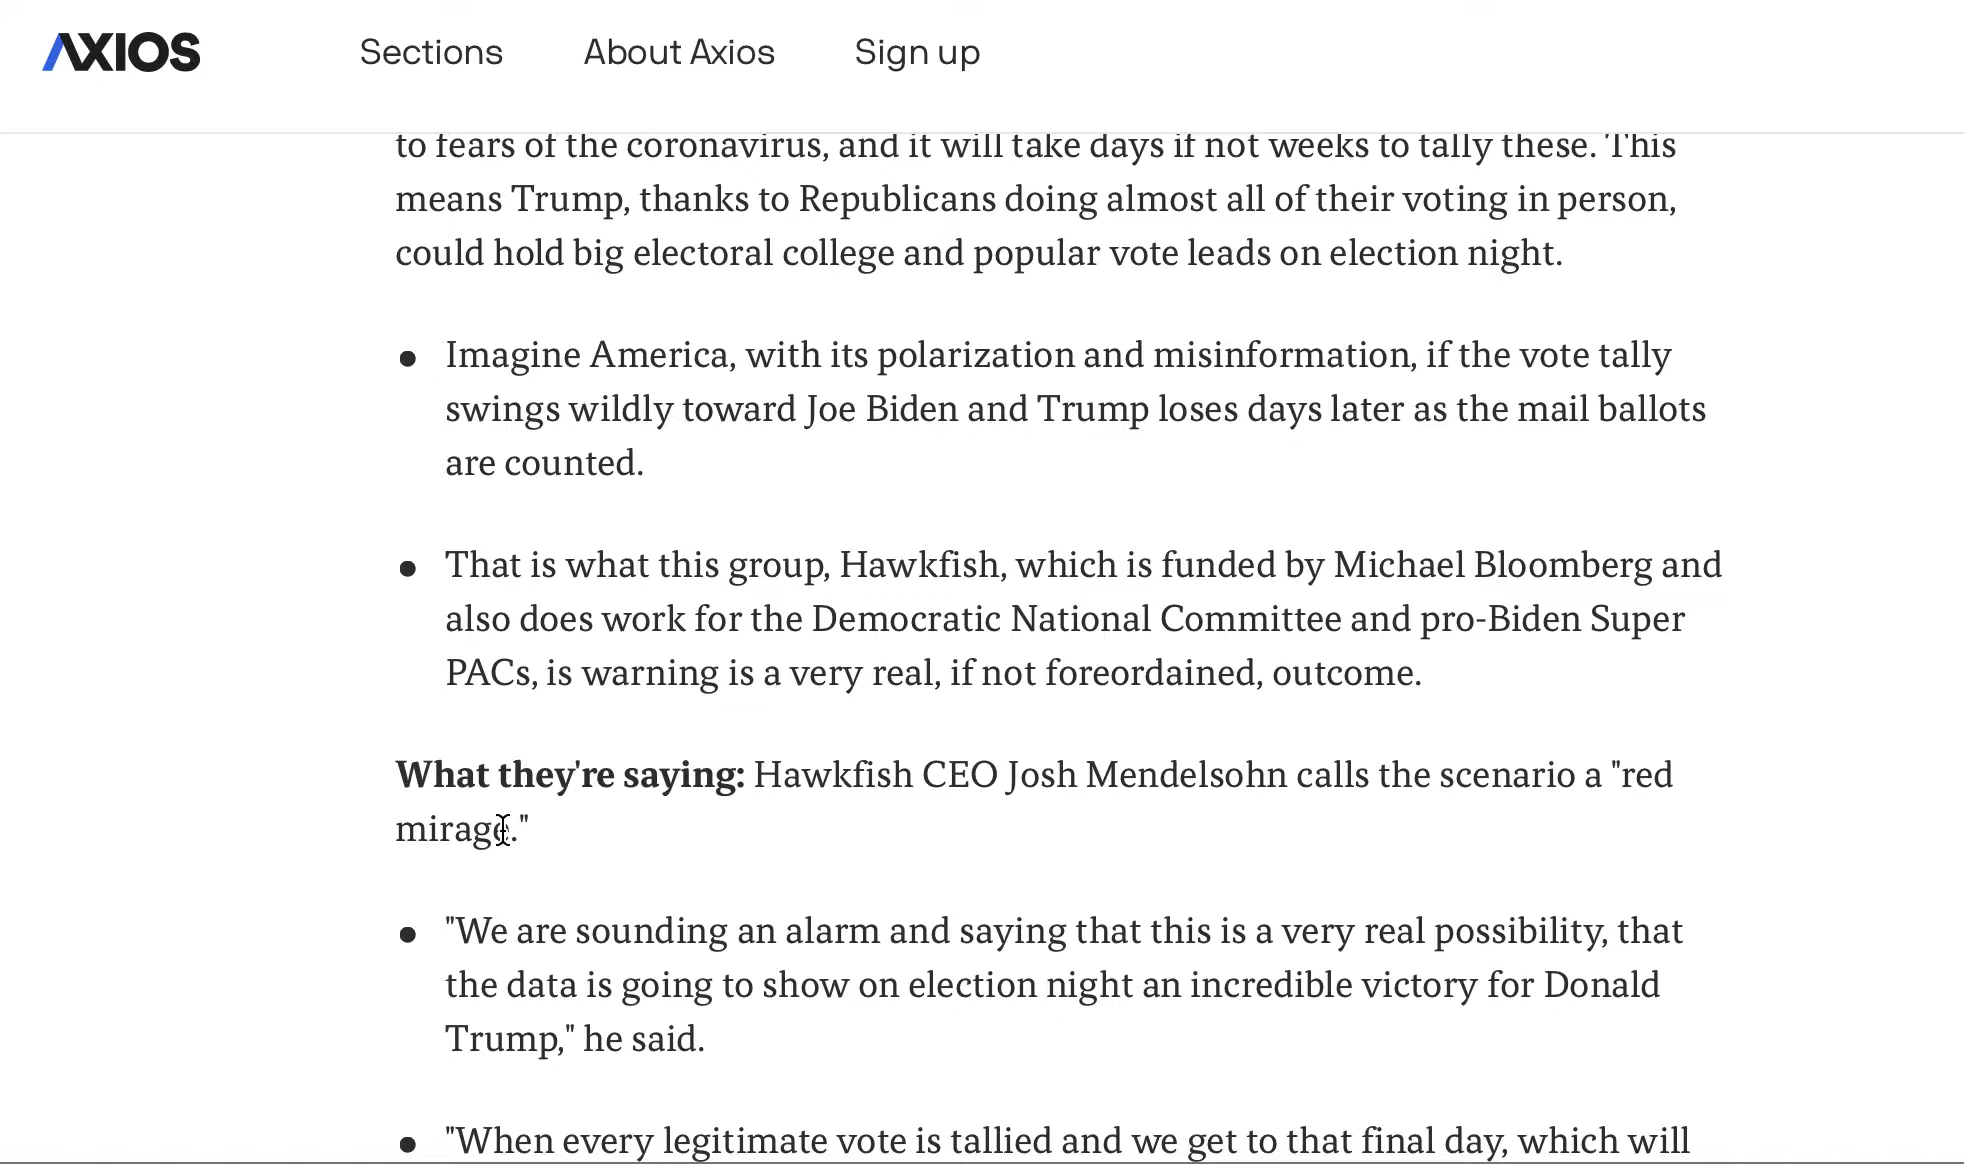 AXIOS
Sections
About Axios
Sign up
to fears of the coronavirus, and it will take days if not weeks to tally these. This
means Trump, thanks to Republicans doing almost all of their voting in person,
could hold big electoral college and popular vote leads on election night.
● Imagine America, with its polarization and misinformation, if the vote tally
swings wildly toward Joe Biden and Trump loses days later as the mail ballots
are counted.
● That is what this group, Hawkfish, which is funded by Michael Bloomberg and
also does work for the Democratic National Committee and pro-Biden Super
PACs, is warning is a very real, if not foreordained, outcome.
What they're saying: Hawkfish CEO Josh Mendelsohn calls the scenario a "red
mirage."
● "We are sounding an alarm and saying that this is a very real possibility, that
the data is going to show on election night an incredible victory for Donald
Trump," he said.
● "When every legitimate vote is tallied and we get to that final day, which will